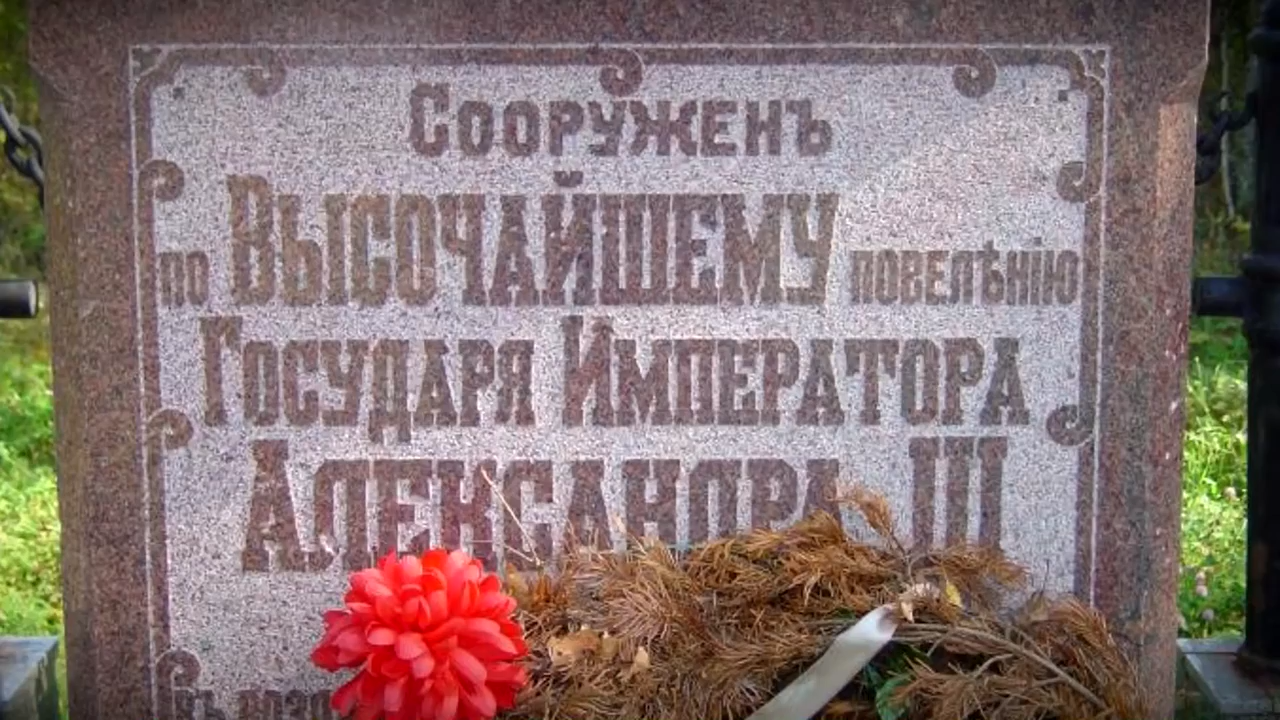 Сооруженъ
по Высочайшему повелѣнію
Государя Императора
Александра III